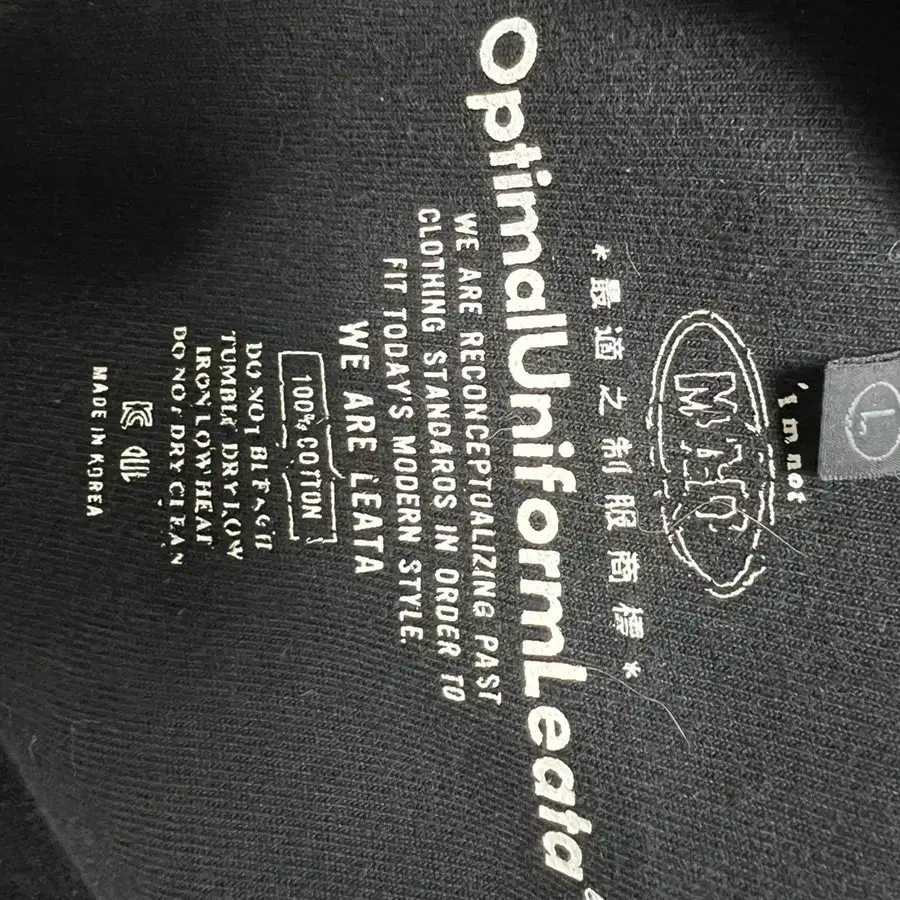 L
'I'm not
M.A.I.O
*最適之制服商標*
OptimalUniformLeata
WE ARE RECONCEPTUALIZING PAST
CLOTHING STANDARDS IN ORDER TO
FIT TODAY'S MODERN STYLE.
WE ARE LEATA
100% COTTON
DO NOT BLEACH
TUMBLE DRY LOW
IRON LOW HEAT
DO NOT DRY CLEAN
MADE IN KOREA